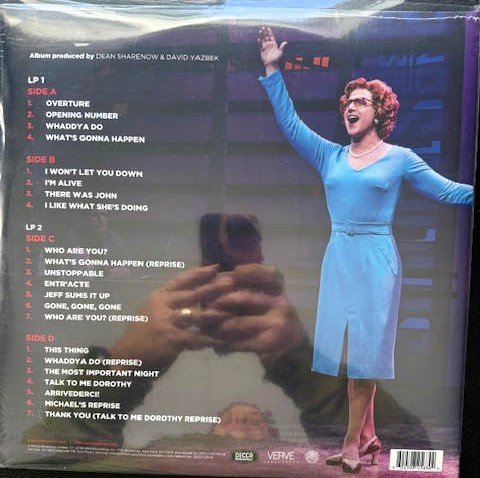 Album produced by DEAN SHARENOW & DAVID YAZBEK
LP 1
SIDE A
1. OVERTURE
2. OPENING NUMBER
3. WHADDYA DO
4. WHAT'S GONNA HAPPEN
SIDE B
1. I WON'T LET YOU DOWN
2. I'M ALIVE
3. THERE WAS JOHN
4. I LIKE WHAT SHE'S DOING
LP 2
SIDE C
1. WHO ARE YOU?
2. WHAT'S GONNA HAPPEN (REPRISE)
3. UNSTOPPABLE
4. ENTR'ACTE
5. JEFF SUMS IT UP
6. GONE, GONE, GONE
7. WHO ARE YOU? (REPRISE)
SIDE D
1. THIS THING
2. WHADDYA DO (REPRISE)
3. THE MOST IMPORTANT NIGHT
4. TALK TO ME DOROTHY
5. ARRIVEDERCI!
6. MICHAEL'S REPRISE
7. THANK YOU (TALK TO ME DOROTHY REPRISE)
DECCA
VERVE